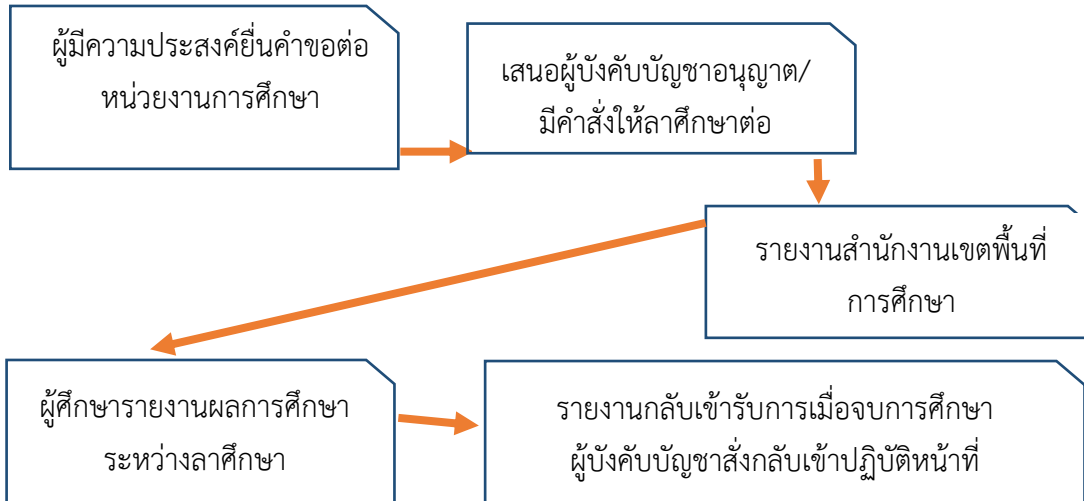 ผู้มีความประสงค์ยื่นคำขอต่อ
หน่วยงานการศึกษา
เสนอผู้บังคับบัญชาอนุญาต/
มีคำสั่งให้ลาศึกษาต่อ
รายงานสำนักงานเขตพื้นที่
การศึกษา
ผู้ศึกษารายงานผลการศึกษา
ระหว่างลาศึกษา
รายงานกลับเข้ารับการเมื่อจบการศึกษา
ผู้บังคับบัญชาสั่งกลับเข้าปฏิบัติหน้าที่